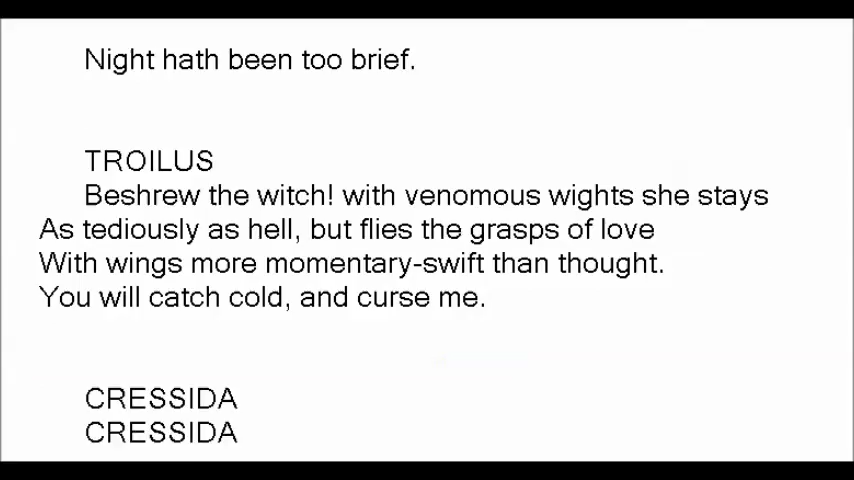 Night hath been too brief.
TROILUS
Beshrew the witch! with venomous wights she stays
As tediously as hell, but flies the grasps of love
With wings more momentary-swift than thought.
You will catch cold, and curse me.
CRESSIDA
CRESSIDA